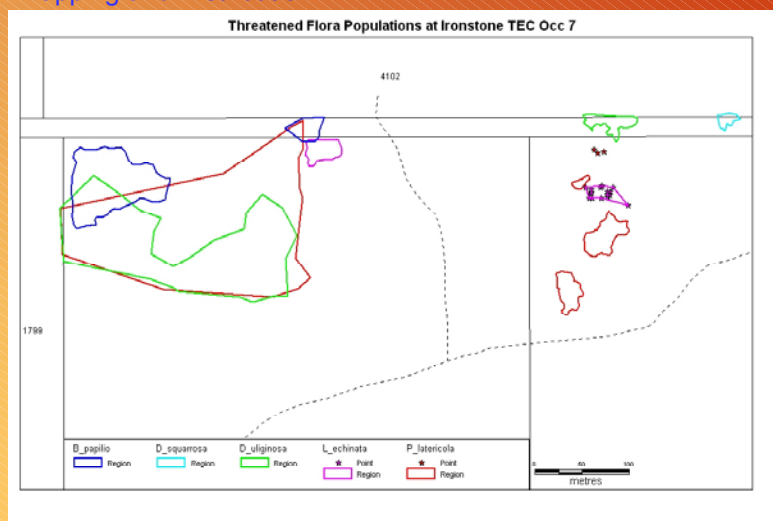 Threatened Flora Populations at Ironstone TEC Occ 7
4102
1799
B_papilio D_squarrosa D_uliginosa L_echinata P_latericola
Region Region Region Point Point
Region Region
0 50 100
metres